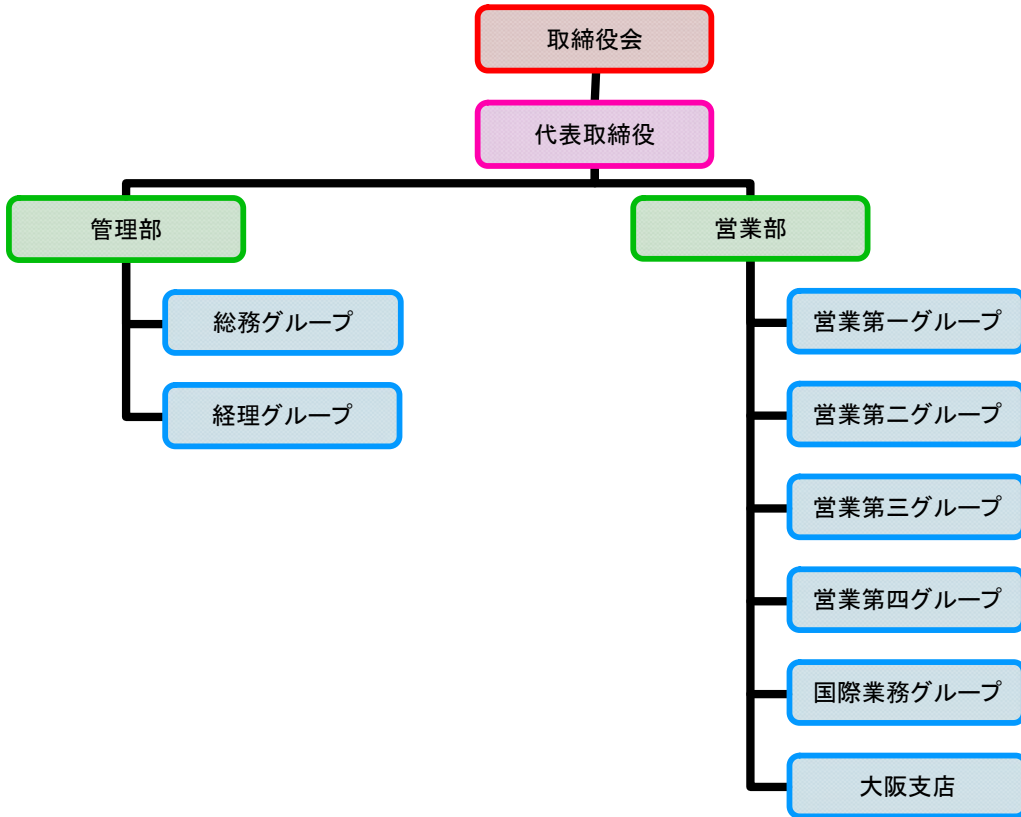 取締役会
代表取締役
管理部
営業部
総務グループ
経理グループ
営業第一グループ
営業第二グループ
営業第三グループ
営業第四グループ
国際業務グループ
大阪支店